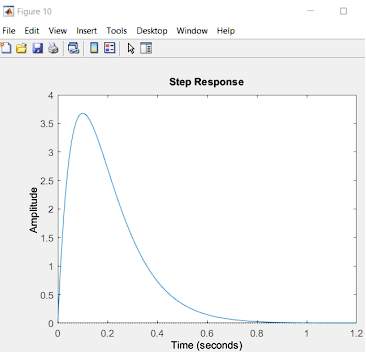 Figure 10
File Edit View Insert Tools Desktop Window Help
Step Response
4
3.5
3
2.5
2
1.5
1
0.5
0
Amplitude
0 0.2 0.4 0.6 0.8 1 1.2
Time (seconds)